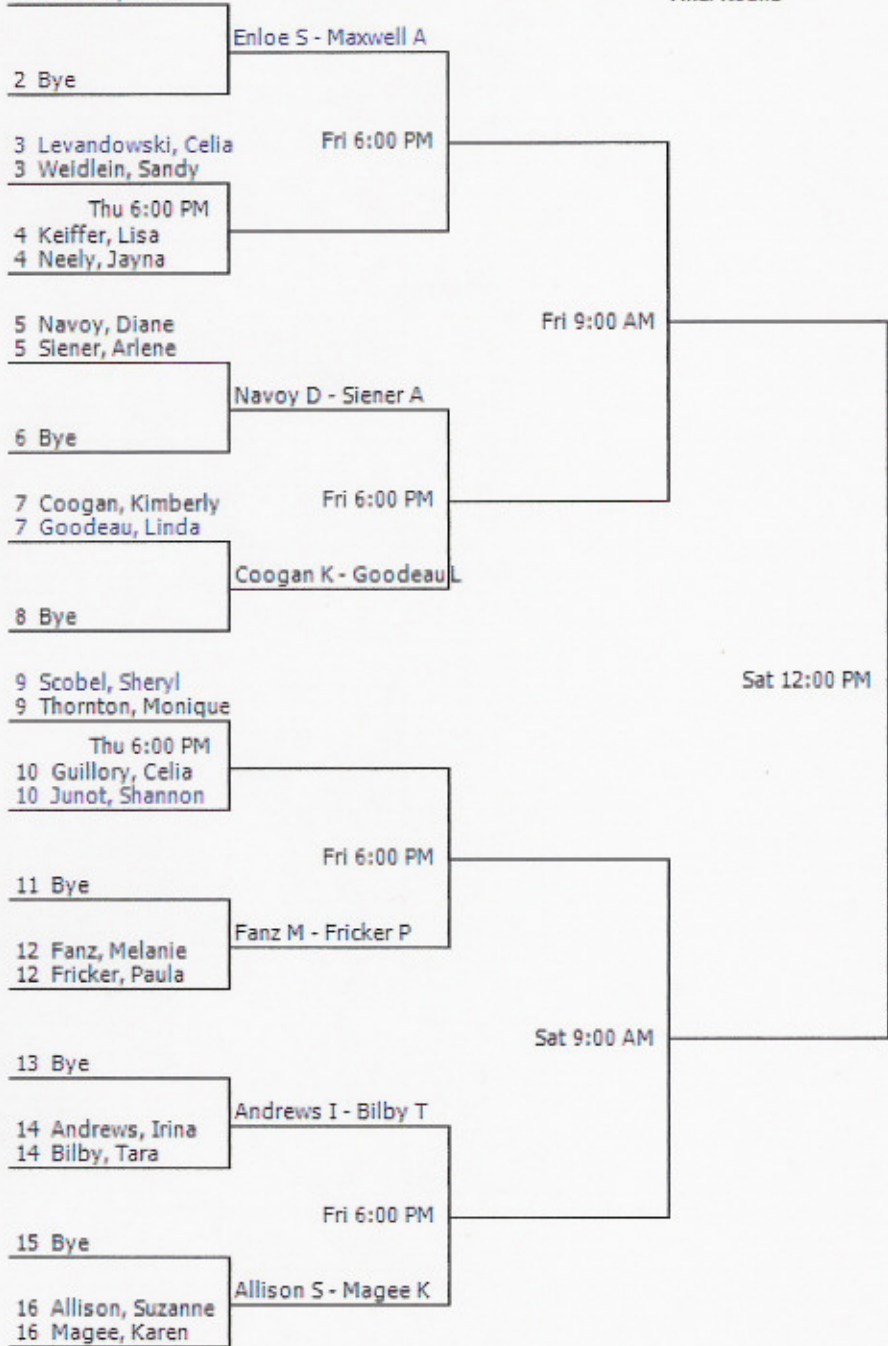 Enloe S - Maxwell A
2 Bye
3 Levandowski, Celia
3 Weidlein, Sandy
Fri 6:00 PM
Thu 6:00 PM
4 Keiffer, Lisa
4 Neely, Jayna
5 Navoy, Diane
5 Siener, Arlene
Fri 9:00 AM
Navoy D - Siener A
6 Bye
7 Coogan, Kimberly
7 Goodeau, Linda
Fri 6:00 PM
Coogan K - Goodeau L
8 Bye
9 Scobel, Sheryl
9 Thornton, Monique
Sat 12:00 PM
Thu 6:00 PM
10 Guillory, Celia
10 Junot, Shannon
Fri 6:00 PM
11 Bye
Fanz M - Fricker P
12 Fanz, Melanie
12 Fricker, Paula
Sat 9:00 AM
13 Bye
Andrews I - Bilby T
14 Andrews, Irina
14 Bilby, Tara
Fri 6:00 PM
15 Bye
Allison S - Magee K
16 Allison, Suzanne
16 Magee, Karen